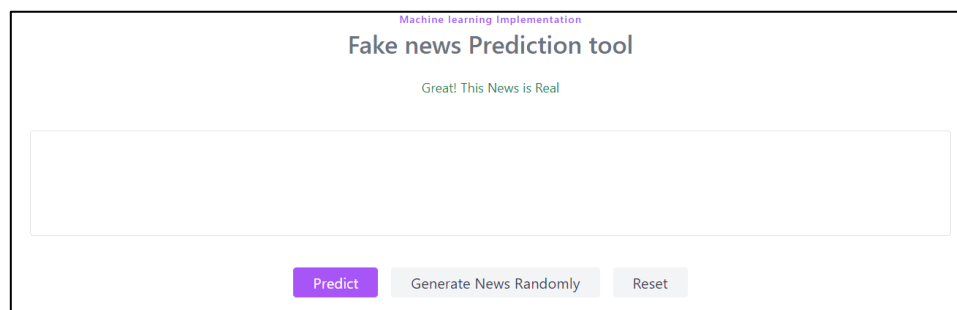 Machine learning Implementation
Fake news Prediction tool
Great! This News is Real
Predict Generate News Randomly Reset